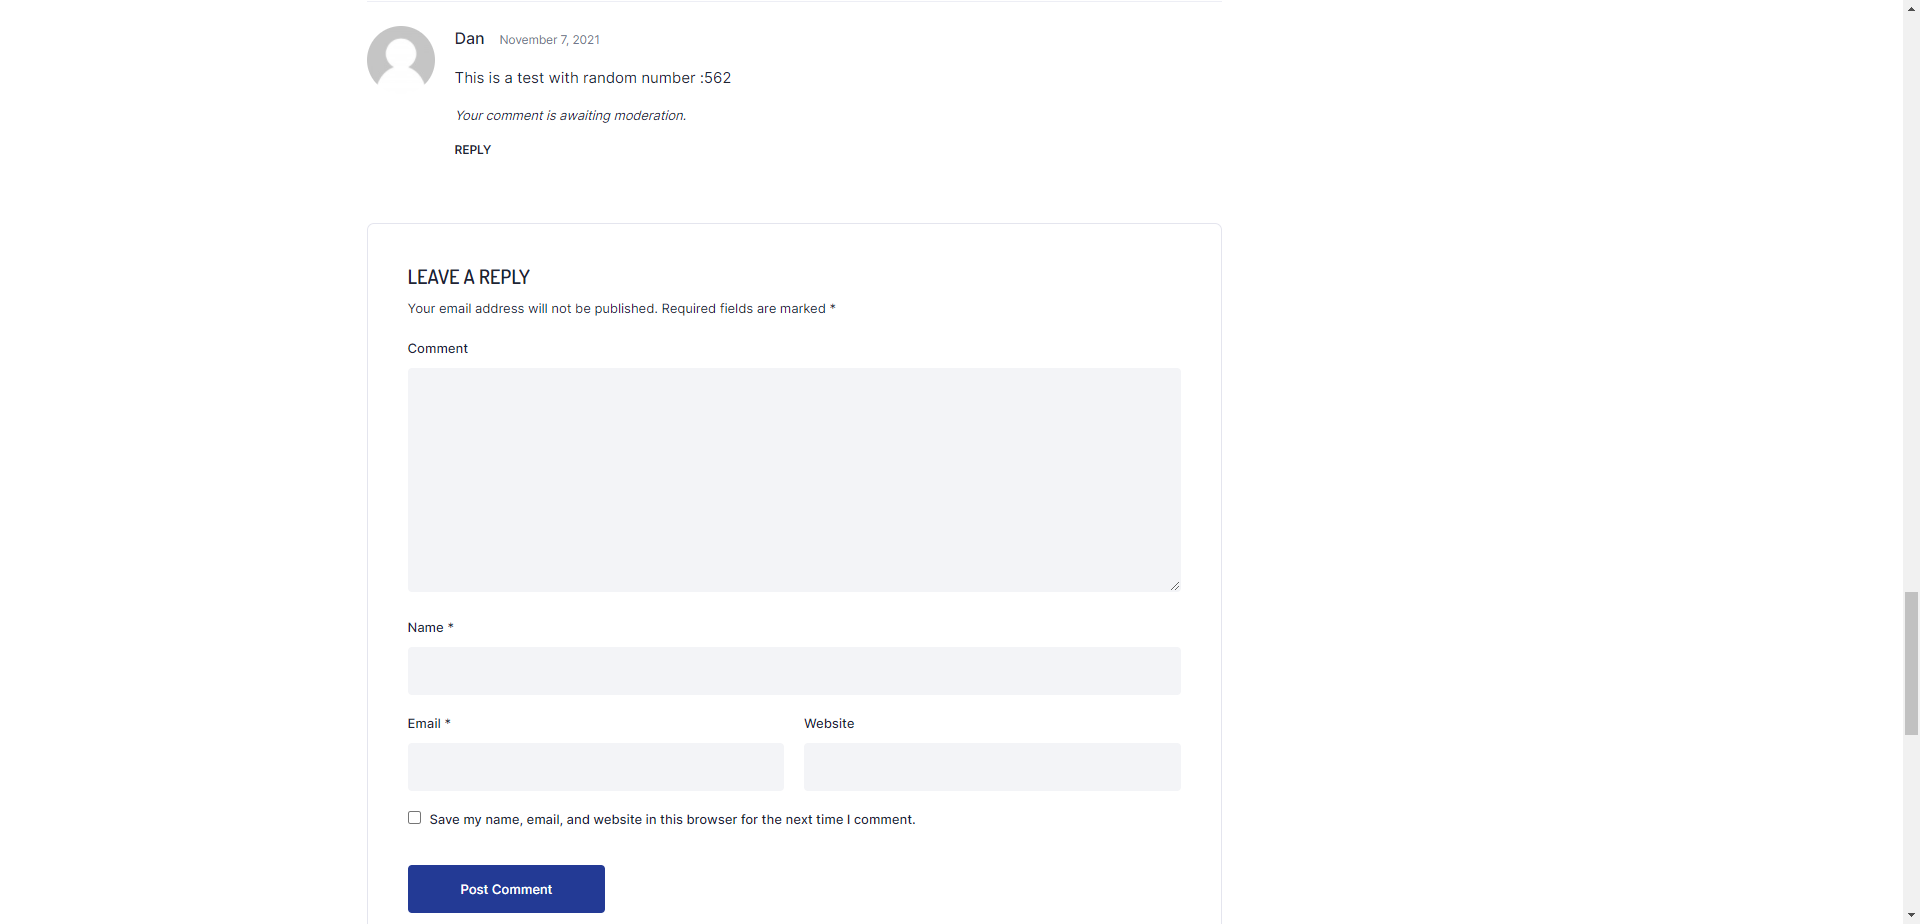 Dan November 7, 2021
This is a test with random number :562
Your comment is awaiting moderation.
REPLY
LEAVE A REPLY
Your email address will not be published. Required fields are marked *
Comment
Name *
Email * Website
Save my name, email, and website in this browser for the next time I comment.
Post Comment